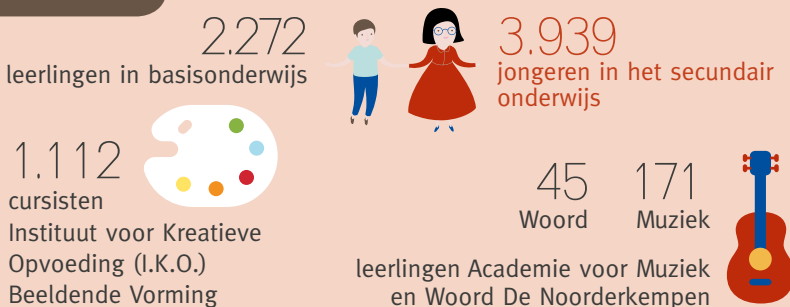 2.272
leerlingen in basisonderwijs
3.939
jongeren in het secundair
onderwijs
1.112
cursisten
Instituut voor Kreatieve
Opvoeding (I.K.O.)
Beeldende Vorming
45 171
Woord Muziek
leerlingen Academie voor Muziek
en Woord De Noorderkempen